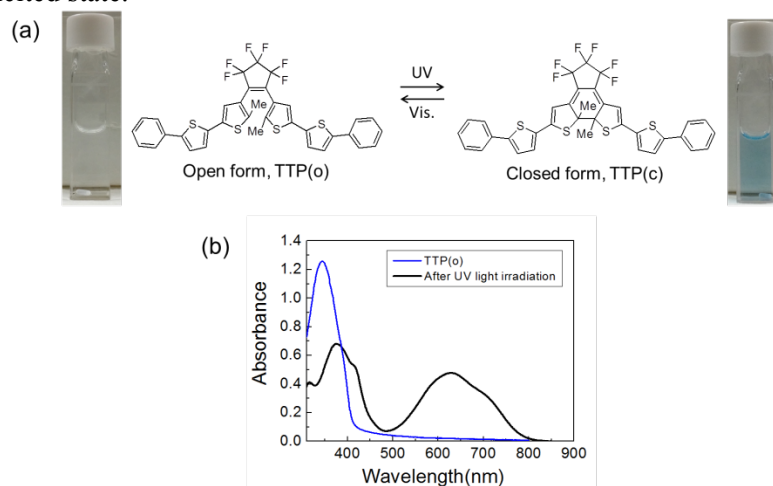 state.
(a)
F F
F F
F F
Me
S S S S
Me
Open form, TTP(o)
UV
Vis.
F F
F F
F F
Me
S S S S
Me
Closed form, TTP(c)
(b)
1.4
1.2
1.0
0.8
0.6
0.4
0.2
0.0
Absorbance
TTP(o)
After UV light irradiation
400 500 600 700 800 900
Wavelength(nm)